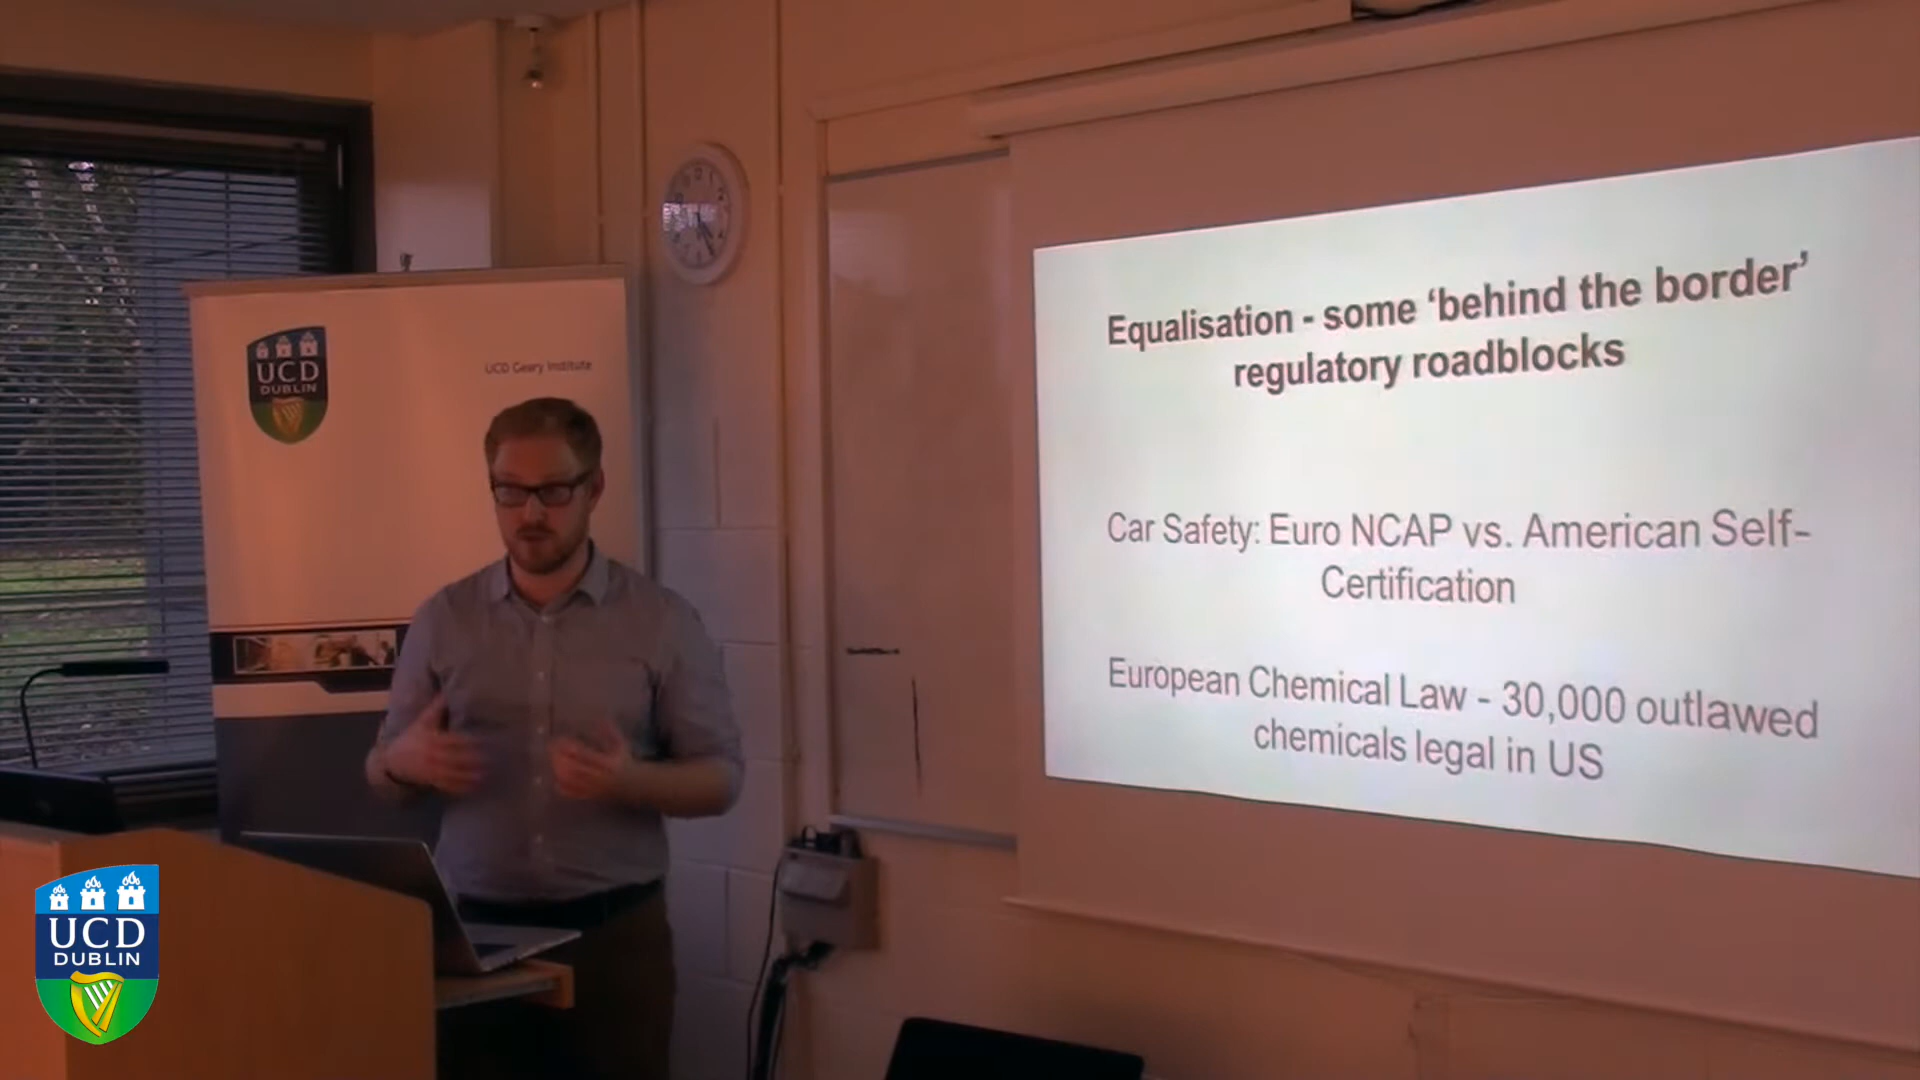 UCD
DUBLIN
UCD Geary Institute
Equalisation - some ‘behind the border’
regulatory roadblocks
Car Safety: Euro NCAP vs. American Self-
Certification
European Chemical Law - 30,000 outlawed
chemicals legal in US
UCD
DUBLIN